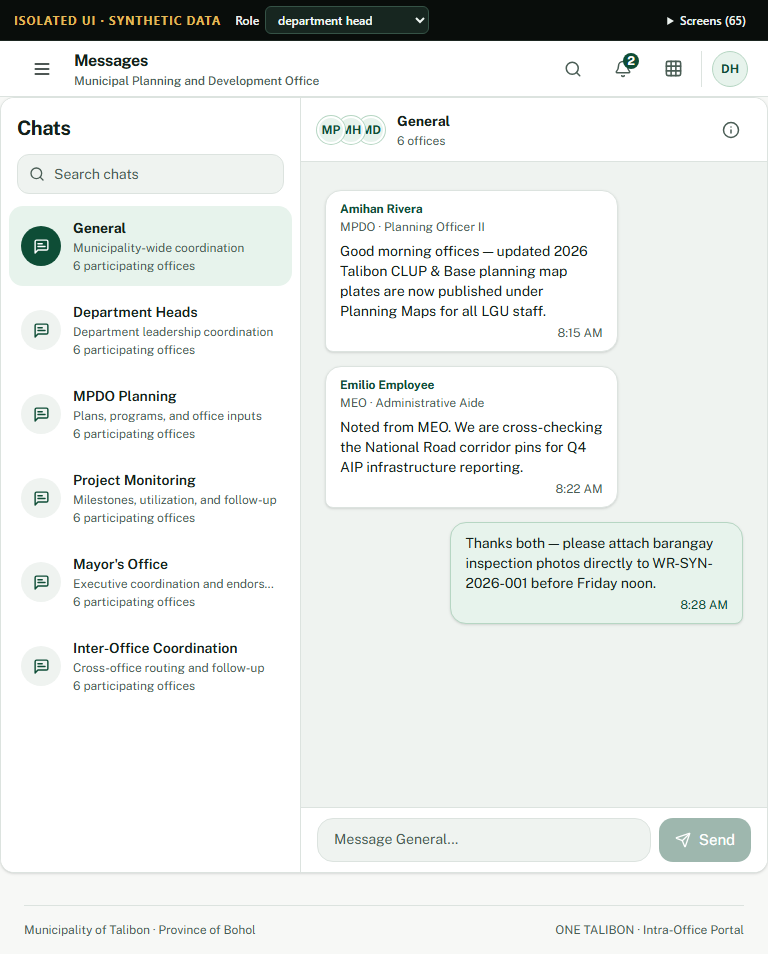 ISOLATED UI · SYNTHETIC DATA Role department head Screens (65)
Messages
Municipal Planning and Development Office
2
DH
Chats
Search chats
General
Municipality-wide coordination
6 participating offices
Department Heads
Department leadership coordination
6 participating offices
MPDO Planning
Plans, programs, and office inputs
6 participating offices
Project Monitoring
Milestones, utilization, and follow-up
6 participating offices
Mayor's Office
Executive coordination and endors...
6 participating offices
Inter-Office Coordination
Cross-office routing and follow-up
6 participating offices
MP MH MD
General
6 offices
Amihan Rivera
MPDO · Planning Officer II
Good morning offices — updated 2026
Talibon CLUP & Base planning map
plates are now published under
Planning Maps for all LGU staff.
8:15 AM
Emilio Employee
MEO · Administrative Aide
Noted from MEO. We are cross-checking
the National Road corridor pins for Q4
AIP infrastructure reporting.
8:22 AM
Thanks both — please attach barangay
inspection photos directly to WR-SYN-
2026-001 before Friday noon.
8:28 AM
Message General...
Send
Municipality of Talibon · Province of Bohol
ONE TALIBON · Intra-Office Portal